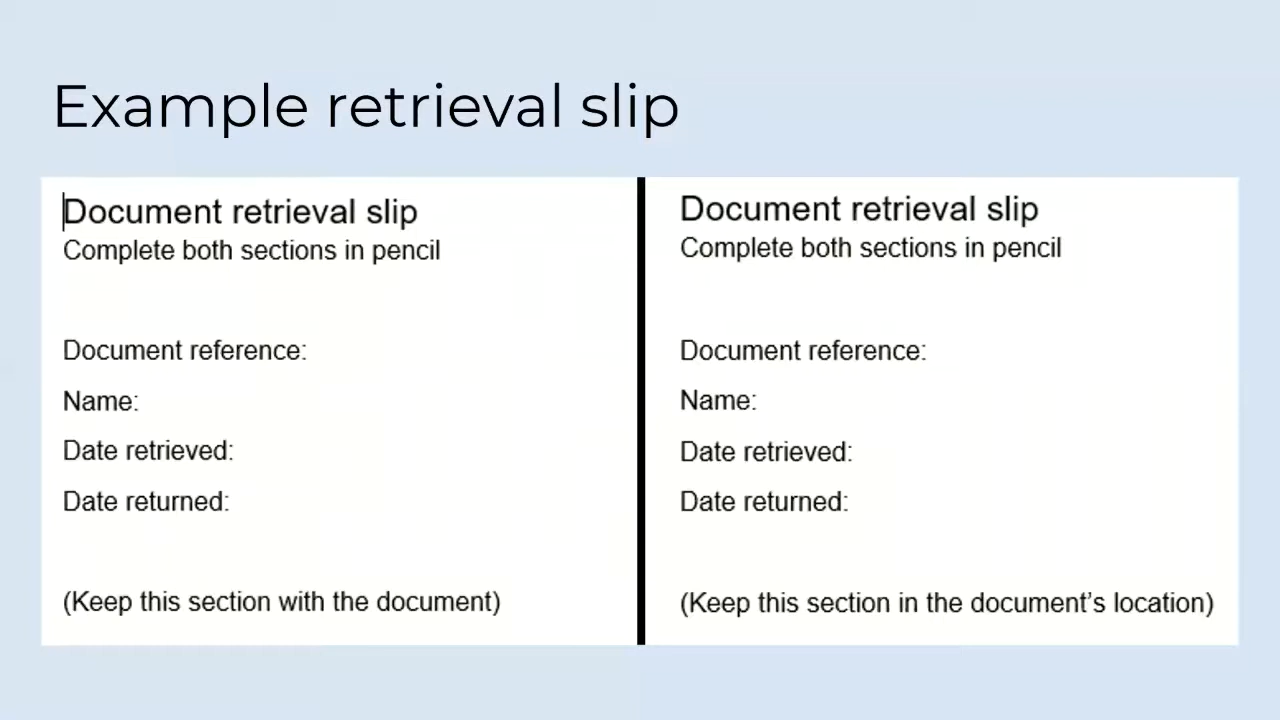 Example retrieval slip
Document retrieval slip
Complete both sections in pencil
Document reference:
Name:
Date retrieved:
Date returned:
(Keep this section with the document)
Document retrieval slip
Complete both sections in pencil
Document reference:
Name:
Date retrieved:
Date returned:
(Keep this section in the document’s location)